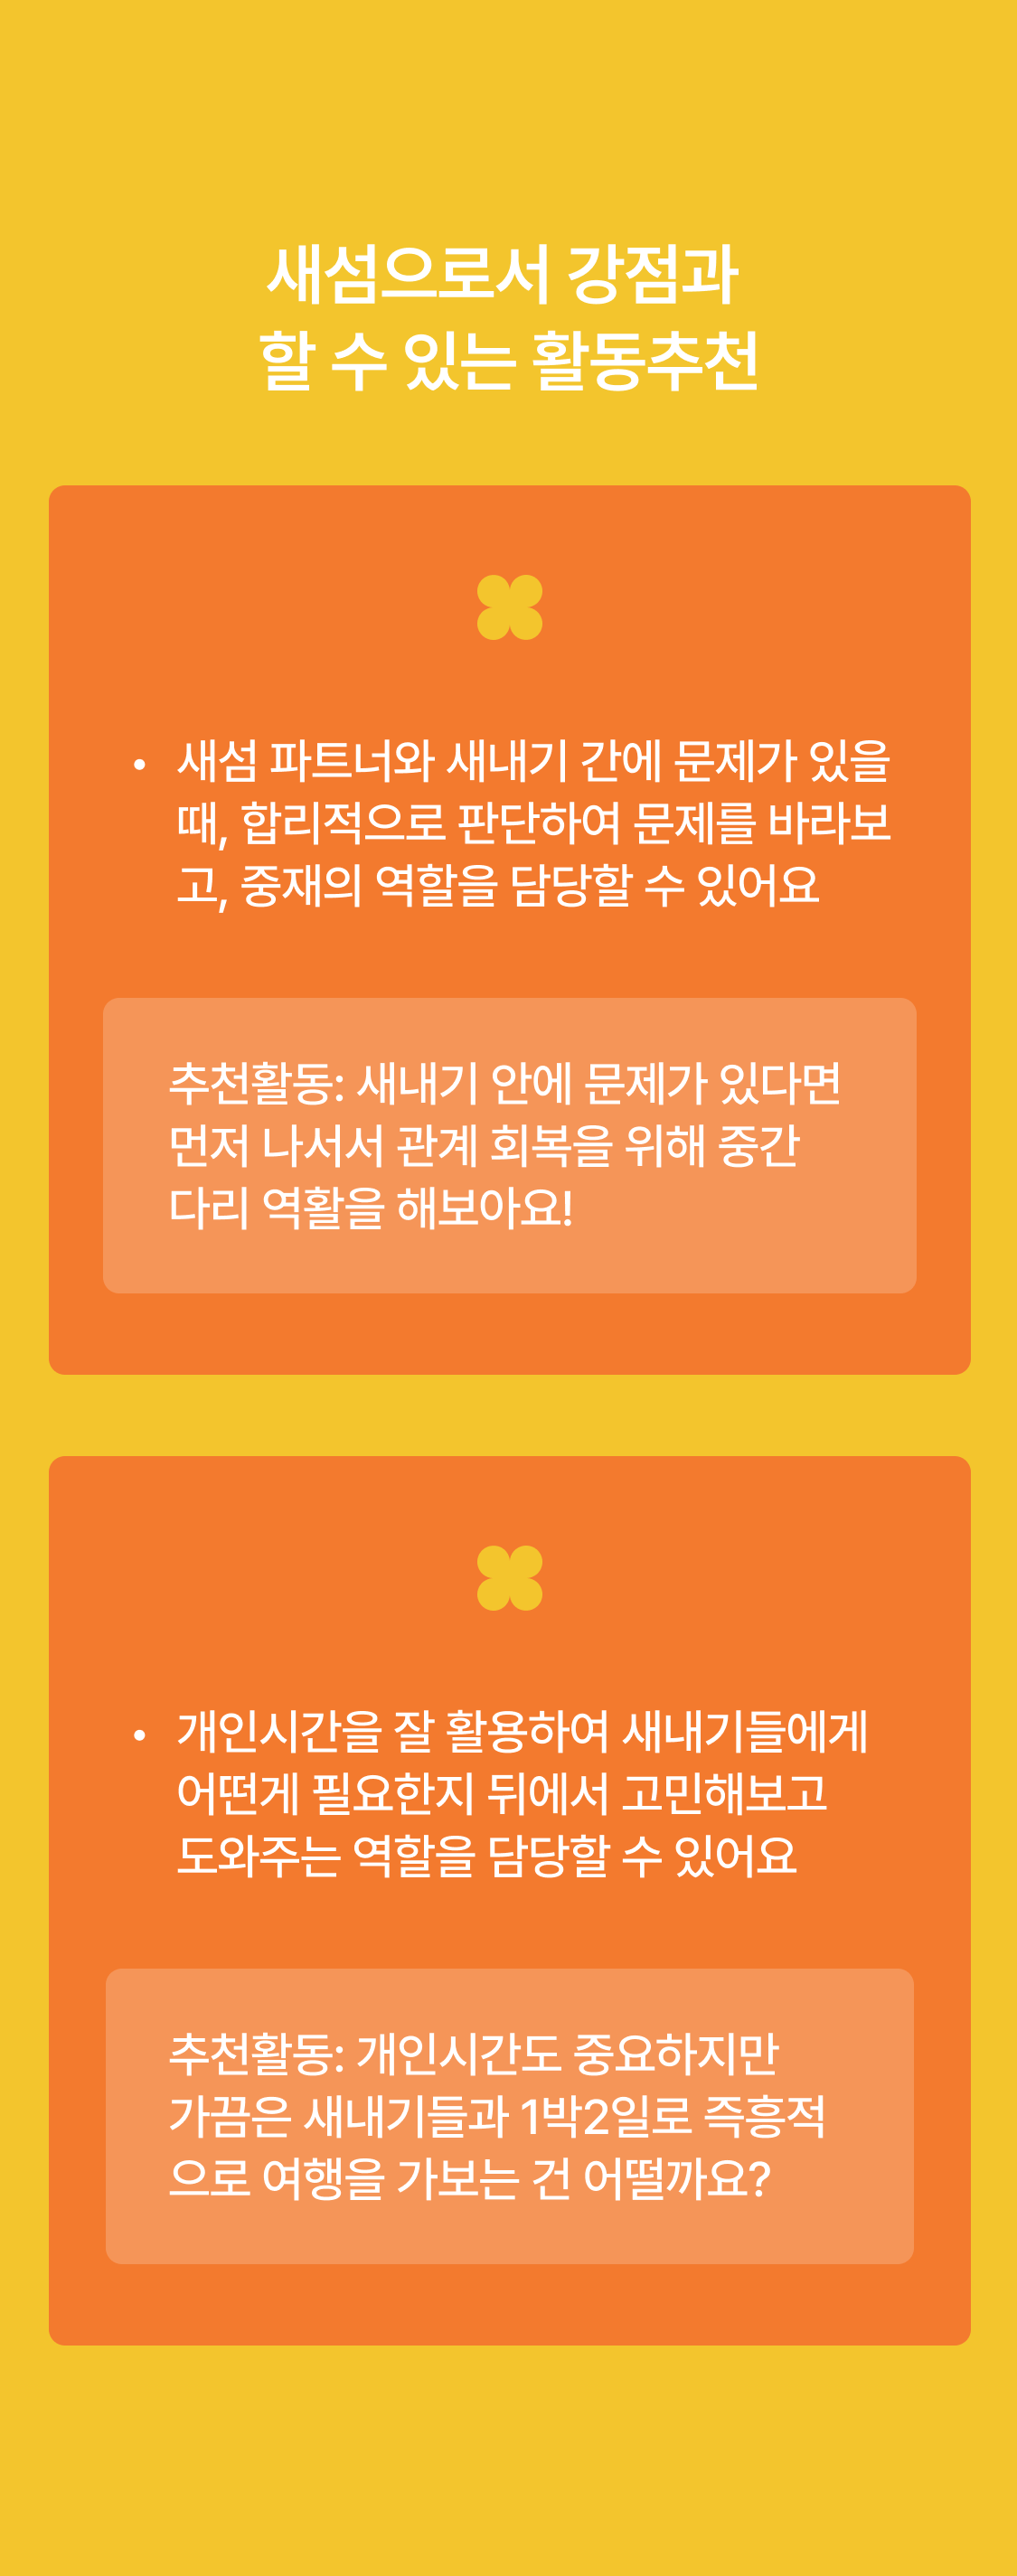 새섬으로서 강점과
할 수 있는 활동추천
• 새섬 파트너와 새내기 간에 문제가 있을
때, 합리적으로 판단하여 문제를 바라보
고, 중재의 역할을 담당할 수 있어요
추천활동: 새내기 안에 문제가 있다면
먼저 나서서 관계 회복을 위해 중간
다리 역활을 해보아요!
• 개인시간을 잘 활용하여 새내기들에게
어떤게 필요한지 뒤에서 고민해보고
도와주는 역할을 담당할 수 있어요
추천활동: 개인시간도 중요하지만
가끔은 새내기들과 1박2일로 즉흥적
으로 여행을 가보는 건 어떨까요?